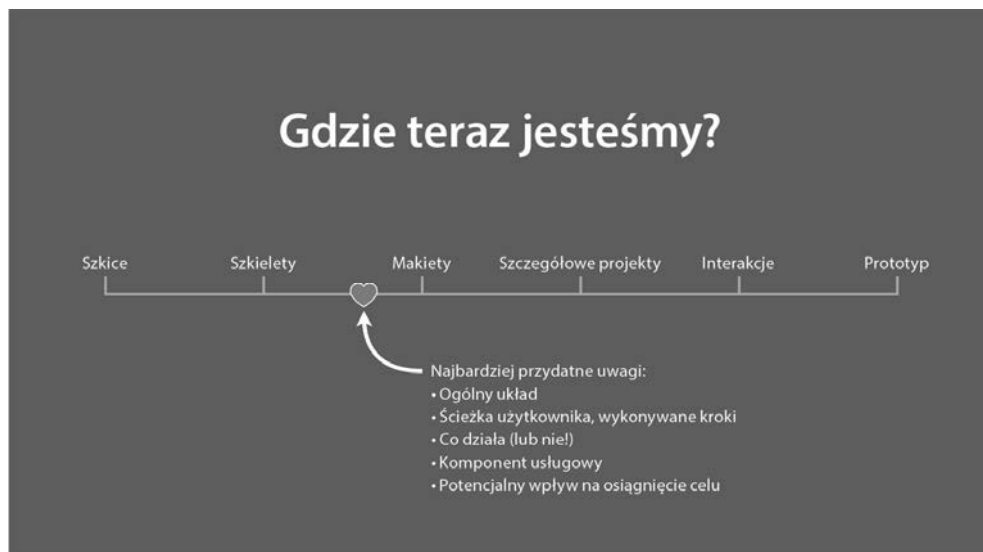 Gdzie teraz jesteśmy?
Szkice Szkielety Makiety Szczegółowe projekty Interakcje Prototyp
Najbardziej przydatne uwagi:
• Ogólny układ
• Ścieżka użytkownika, wykonywane kroki
• Co działa (lub nie!)
• Komponent usługowy
• Potencjalny wpływ na osiągnięcie celu